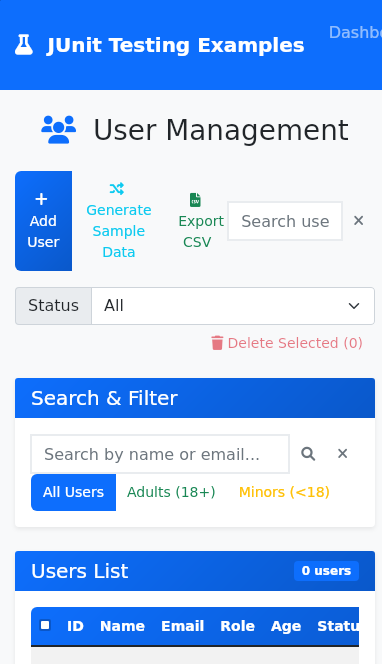 JUnit Testing Examples
User Management
Add User
Generate Sample Data
Export CSV
Search use
×
Status
All
Delete Selected (0)
Search & Filter
Search by name or email...
×
All Users
Adults (18+)
Minors (<18)
Users List
0 users
ID Name Email Role Age